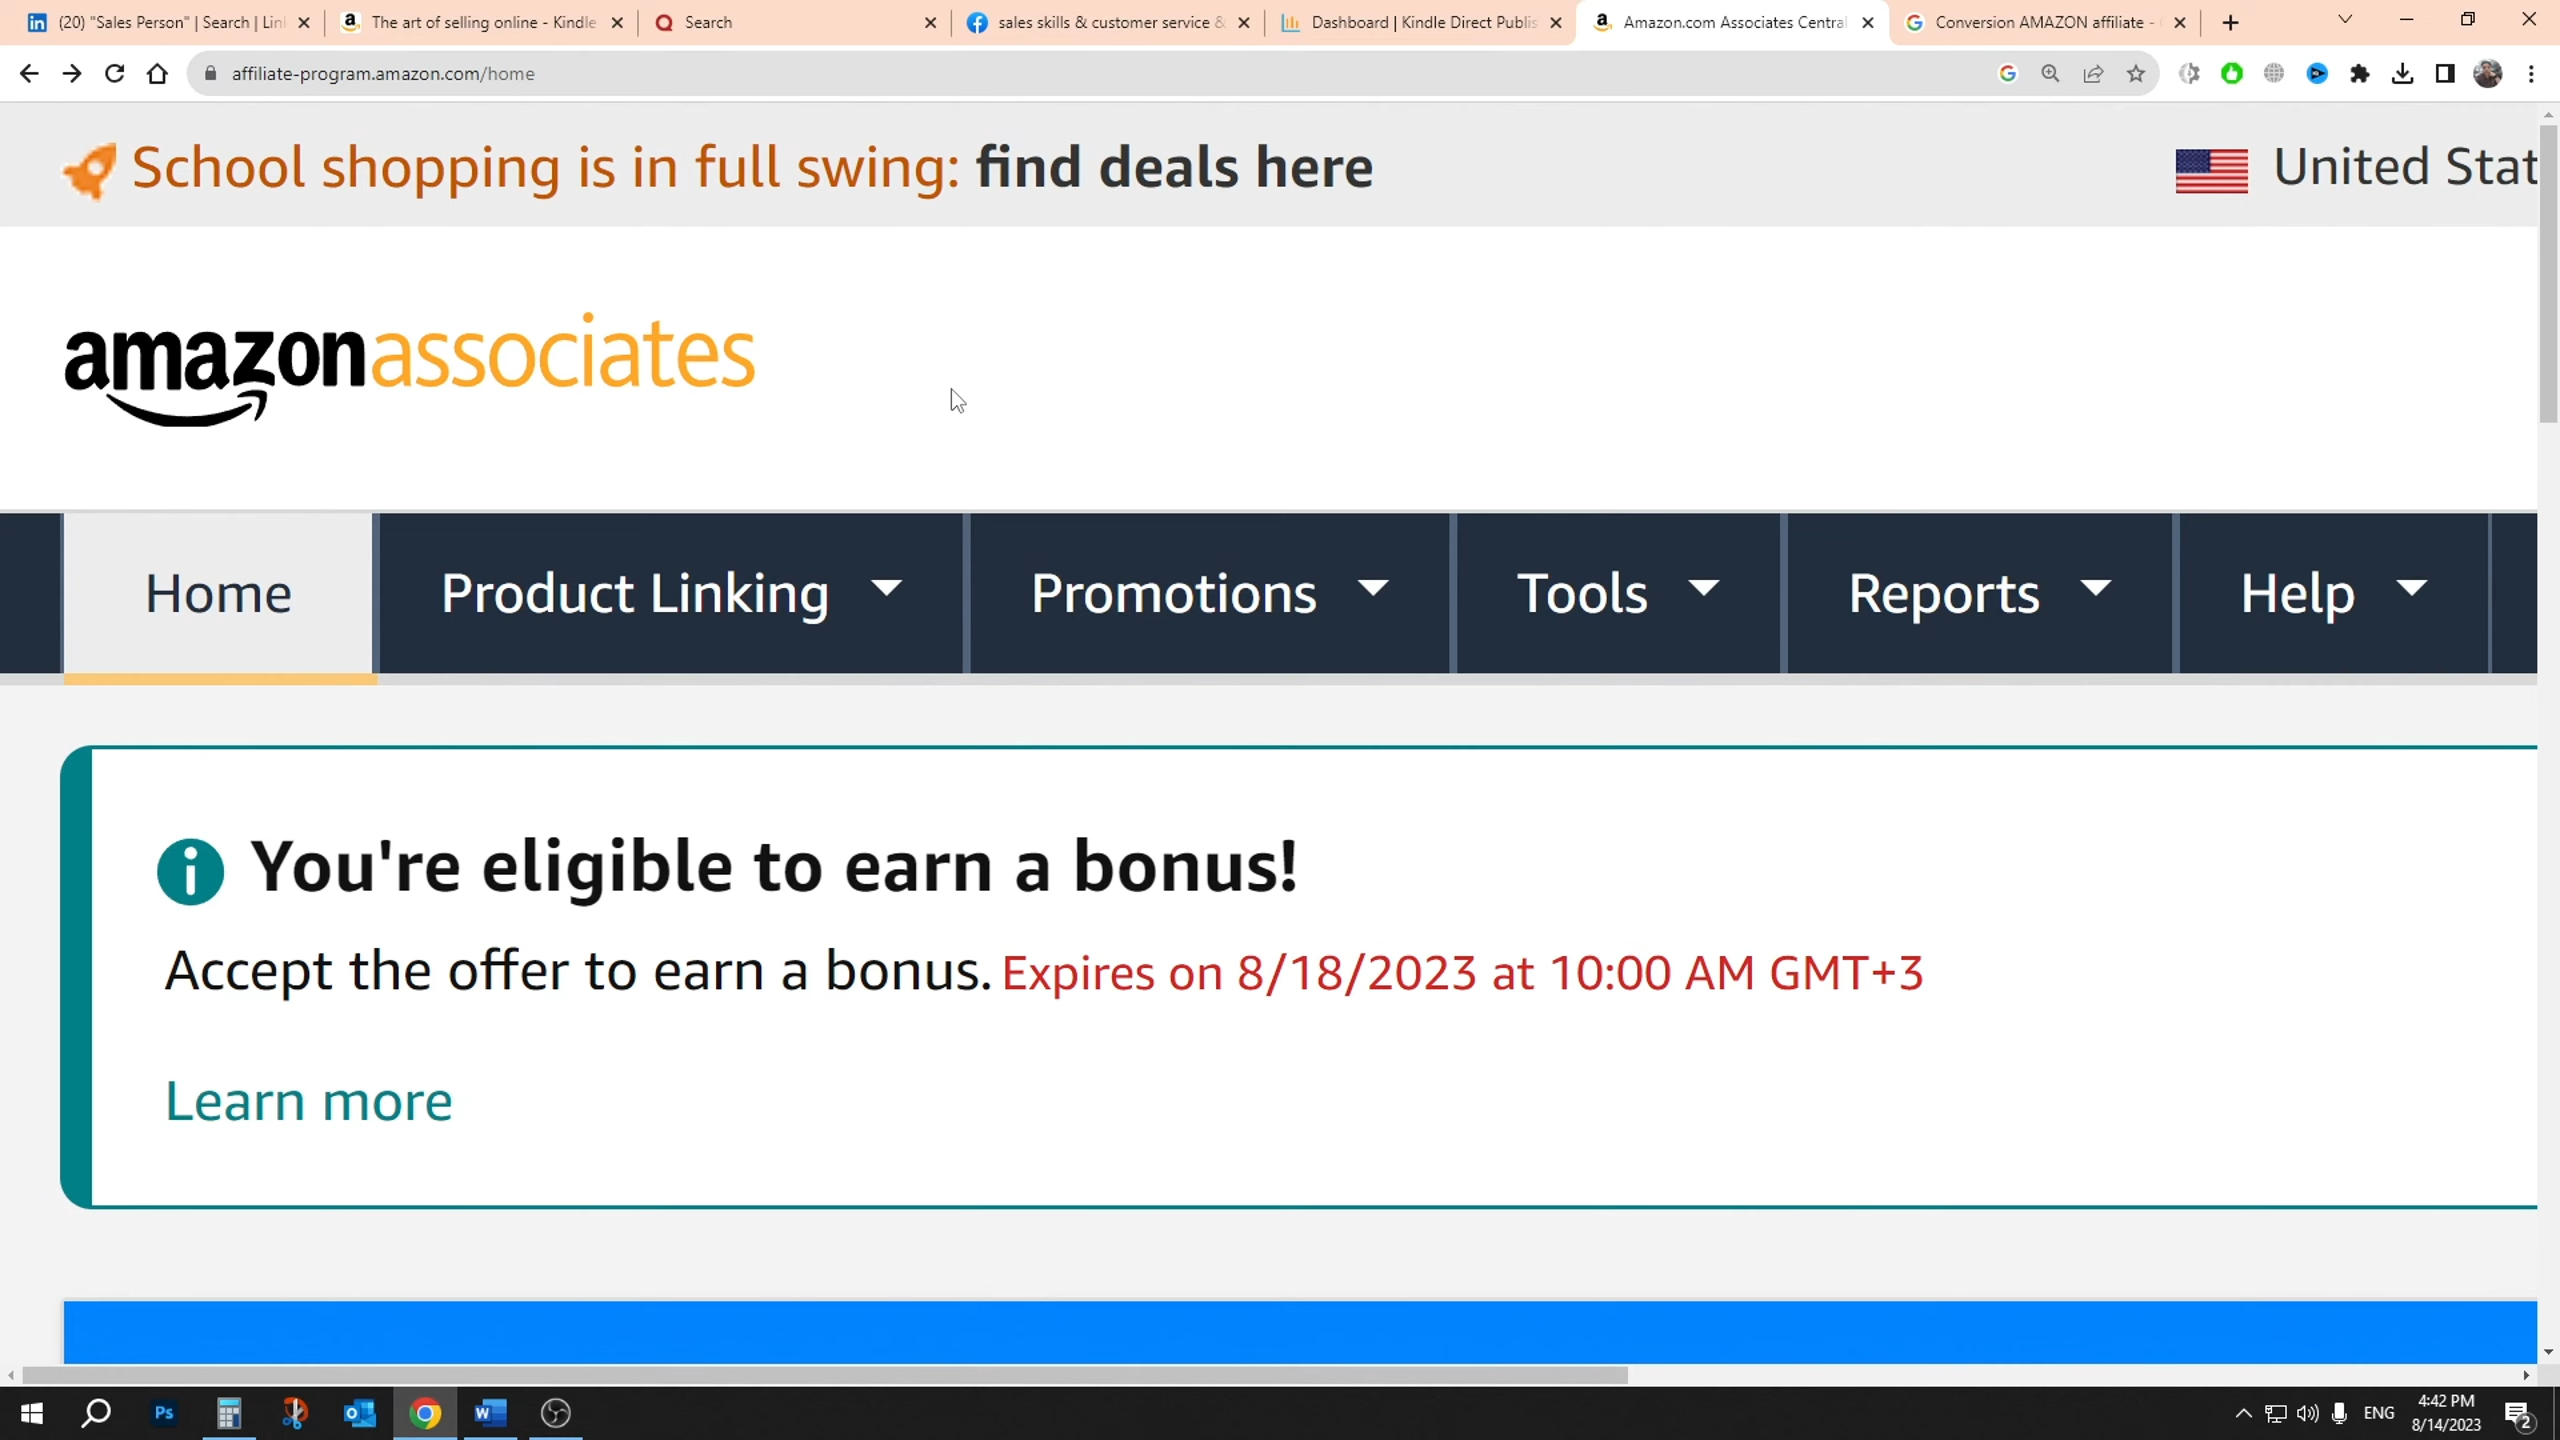 (20) "Sales Person" | Search | Lin
The art of selling online - Kindle
Search
sales skills & customer service &
Dashboard | Kindle Direct Publis
Amazon.com Associates Central
Conversion AMAZON affiliate -
affiliate-program.amazon.com/home
School shopping is in full swing: find deals here
United Stat
amazonassociates
Home
Product Linking
Promotions
Tools
Reports
Help
You're eligible to earn a bonus!
Accept the offer to earn a bonus. Expires on 8/18/2023 at 10:00 AM GMT+3
Learn more
Ps
ENG
4:42 PM
8/14/2023
2